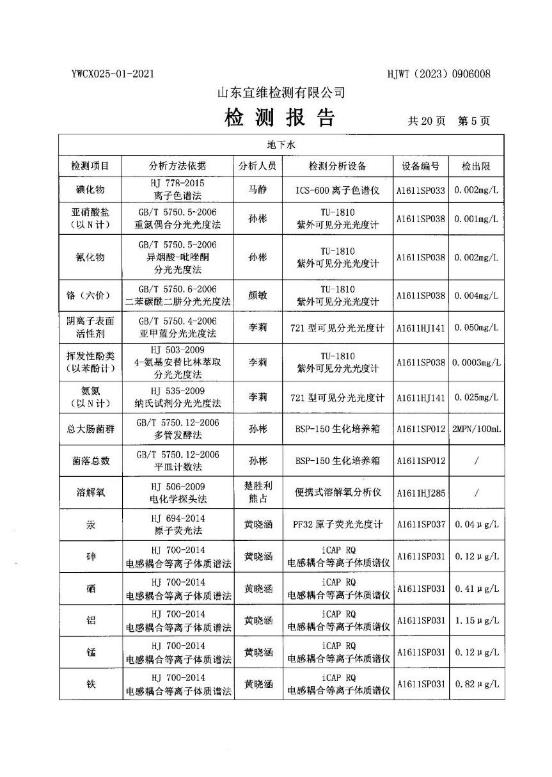 YWCX025-01-2021
HJWT（2023）0906008
山东宜维检测有限公司
检 测 报 告
共 20 页 第 5 页
地下水
检测项目 分析方法依据 分析人员 检测分析设备 设备编号 检出限
碘化物 HJ 778-2015 离子色谱法 马静 ICS-600 离子色谱仪 A1611SP033 0.002mg/L
亚硝酸盐（以 N 计） GB/T 5750.5-2006 重氮偶合分光光度法 孙彬 TU-1810 紫外可见分光光度计 A1611SP038 0.001mg/L
氰化物 GB/T 5750.5-2006 异烟酸-吡唑酮分光光度法 孙彬 TU-1810 紫外可见分光光度计 A1611SP038 0.002mg/L
铬（六价） GB/T 5750.6-2006 二苯碳酰二肼分光光度法 颜敏 TU-1810 紫外可见分光光度计 A1611SP038 0.004mg/L
阴离子表面活性剂 GB/T 5750.4-2006 亚甲蓝分光光度法 李莉 721 型可见分光光度计 A1611HJ141 0.050mg/L
挥发性酚类（以苯酚计） HJ 503-2009 4-氨基安替比林萃取分光光度法 李莉 TU-1810 紫外可见分光光度计 A1611SP038 0.0003mg/L
氨氮（以 N 计） HJ 535-2009 纳氏试剂分光光度法 李莉 721 型可见分光光度计 A1611HJ141 0.025mg/L
总大肠菌群 GB/T 5750.12-2006 多管发酵法 孙彬 BSP-150 生化培养箱 A1611SP012 2MPN/100mL
菌落总数 GB/T 5750.12-2006 平皿计数法 孙彬 BSP-150 生化培养箱 A1611SP012 /
溶解氧 HJ 506-2009 电化学探头法 楚胜利 熊占 便携式溶解氧分析仪 A1611HJ285 /
汞 HJ 694-2014 原子荧光法 黄晓涵 PF32 原子荧光光度计 A1611SP037 0.04μg/L
砷 HJ 700-2014 电感耦合等离子体质谱法 黄晓涵 iCAP RQ 电感耦合等离子体质谱仪 A1611SP031 0.12μg/L
硒 HJ 700-2014 电感耦合等离子体质谱法 黄晓涵 iCAP RQ 电感耦合等离子体质谱仪 A1611SP031 0.41μg/L
铝 HJ 700-2014 电感耦合等离子体质谱法 黄晓涵 iCAP RQ 电感耦合等离子体质谱仪 A1611SP031 1.15μg/L
锰 HJ 700-2014 电感耦合等离子体质谱法 黄晓涵 iCAP RQ 电感耦合等离子体质谱仪 A1611SP031 0.12μg/L
铁 HJ 700-2014 电感耦合等离子体质谱法 黄晓涵 iCAP RQ 电感耦合等离子体质谱仪 A1611SP031 0.82μg/L